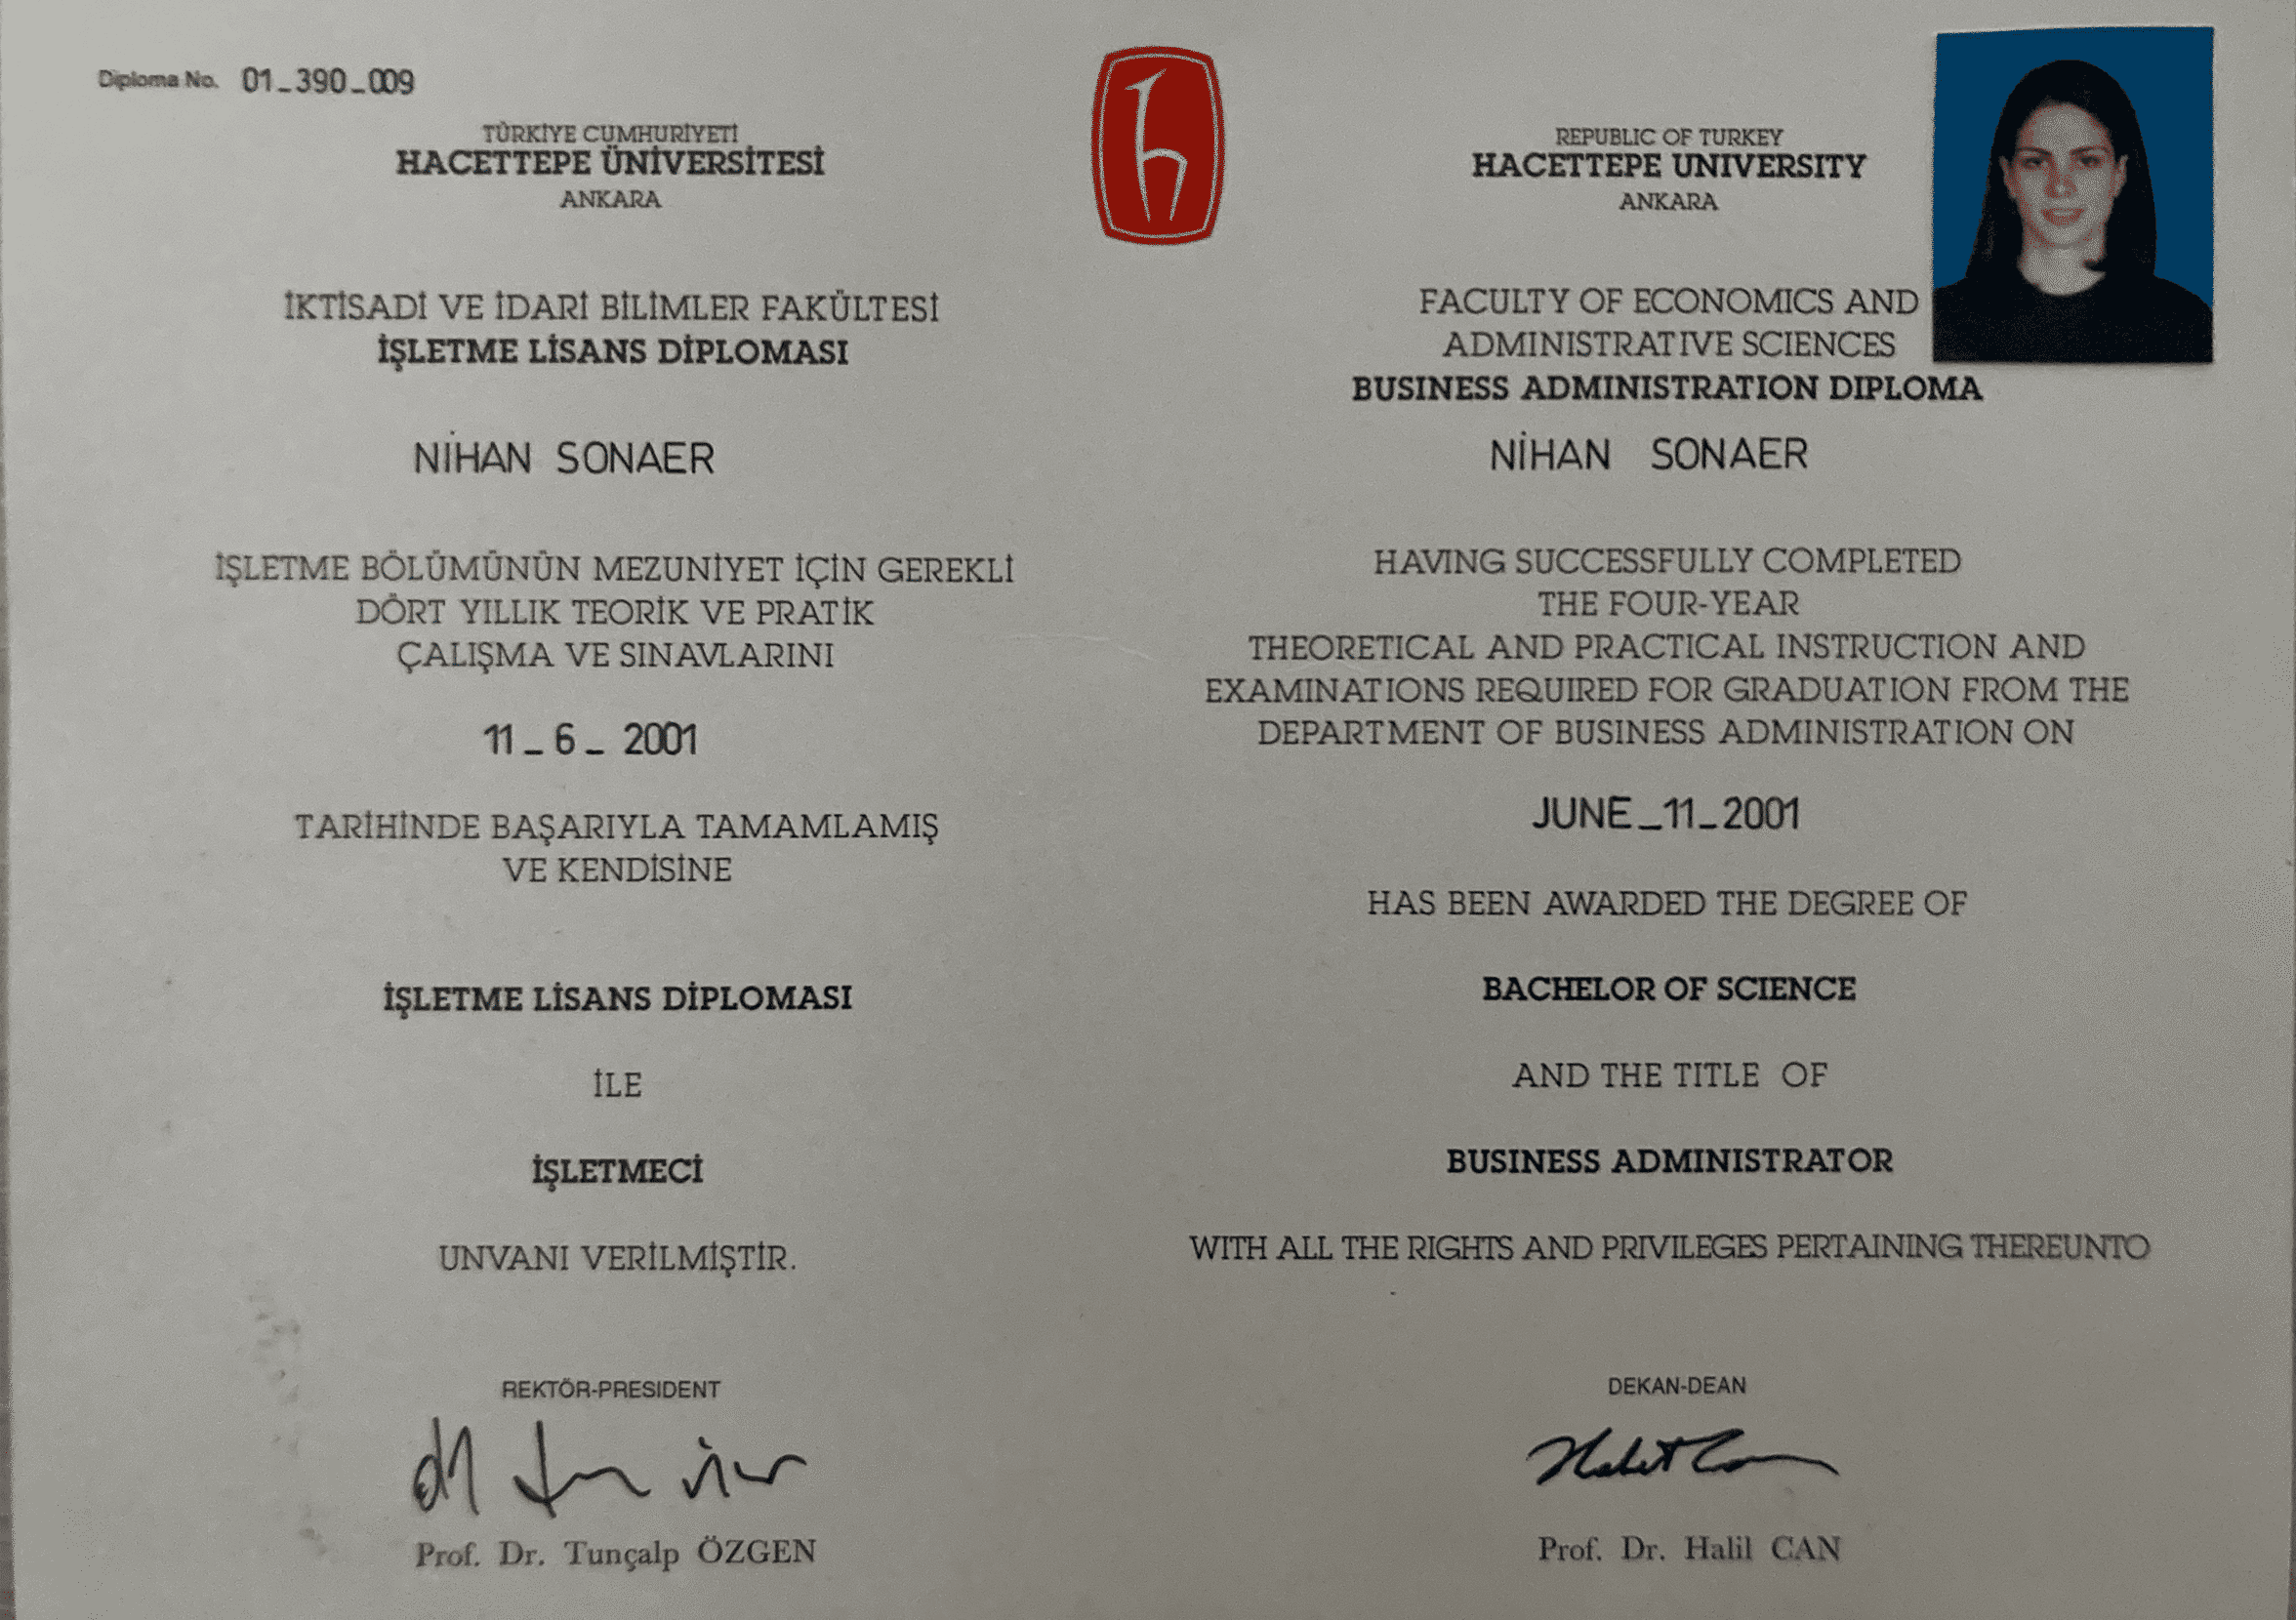 Diploma No. 01_390_009
TÜRKİYE CUMHURİYETİ
HACETTEPE ÜNİVERSİTESİ
ANKARA
İKTİSADİ VE İDARİ BİLİMLER FAKÜLTESİ
İŞLETME LİSANS DİPLOMASI
NİHAN SONAER
İŞLETME BÖLÜMÜNÜN MEZUNİYET İÇİN GEREKLİ
DÖRT YILLIK TEORİK VE PRATİK
ÇALIŞMA VE SINAVLARINI
11_6_2001
TARİHİNDE BAŞARIYLA TAMAMLAMIŞ
VE KENDİSİNE
İŞLETME LİSANS DİPLOMASI
İLE
İŞLETMECİ
UNVANI VERİLMİŞTİR.
REKTÖR-PRESIDENT
Prof. Dr. Tunçalp ÖZGEN
REPUBLIC OF TURKEY
HACETTEPE UNIVERSITY
ANKARA
FACULTY OF ECONOMICS AND
ADMINISTRATIVE SCIENCES
BUSINESS ADMINISTRATION DIPLOMA
NİHAN SONAER
HAVING SUCCESSFULLY COMPLETED
THE FOUR-YEAR
THEORETICAL AND PRACTICAL INSTRUCTION AND
EXAMINATIONS REQUIRED FOR GRADUATION FROM THE
DEPARTMENT OF BUSINESS ADMINISTRATION ON
JUNE_11_2001
HAS BEEN AWARDED THE DEGREE OF
BACHELOR OF SCIENCE
AND THE TITLE OF
BUSINESS ADMINISTRATOR
WITH ALL THE RIGHTS AND PRIVILEGES PERTAINING THEREUNTO
DEKAN-DEAN
Prof. Dr. Halil CAN